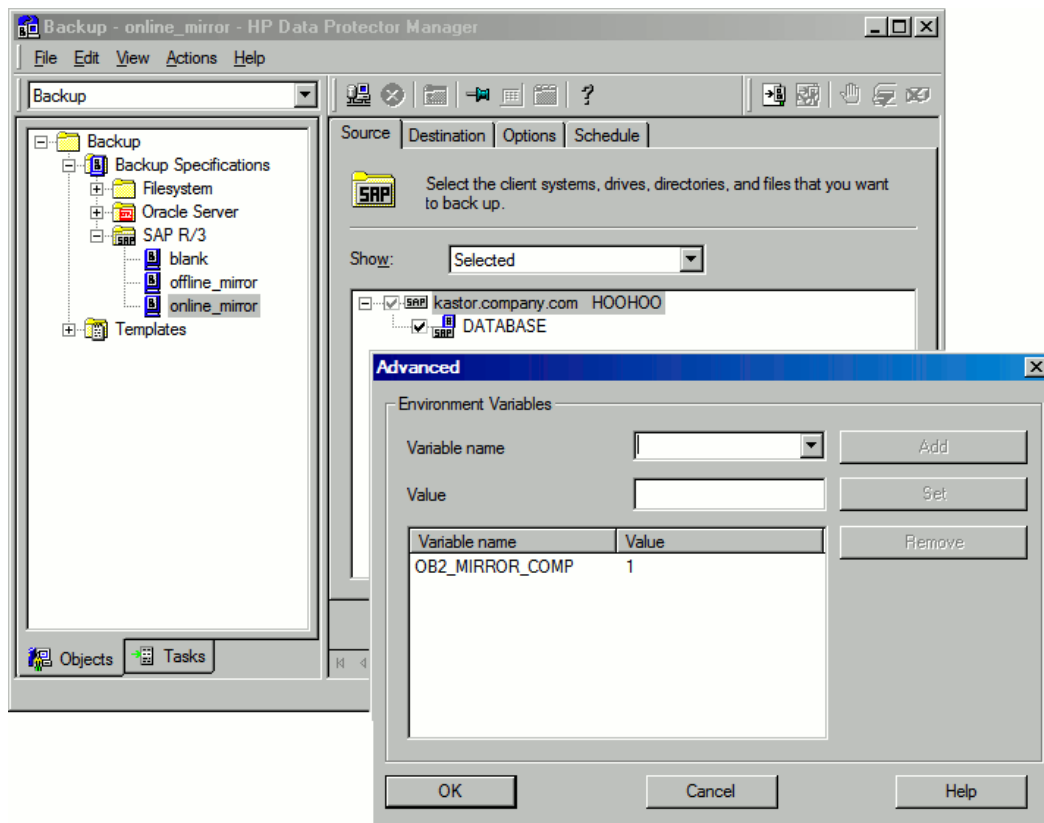 Backup - online_mirror - HP Data Protector Manager
File Edit View Actions Help
Backup
Backup
Backup Specifications
Filesystem
Oracle Server
SAP R/3
blank
offline_mirror
online_mirror
Templates
Objects Tasks
Source Destination Options Schedule
SAP
Select the client systems, drives, directories, and files that you want
to back up.
Show: Selected
SAP kastor.company.com HOOHOO
SAP DATABASE
Advanced
Environment Variables
Variable name Add
Value Set
Variable name Value Remove
OB2_MIRROR_COMP 1
OK Cancel Help